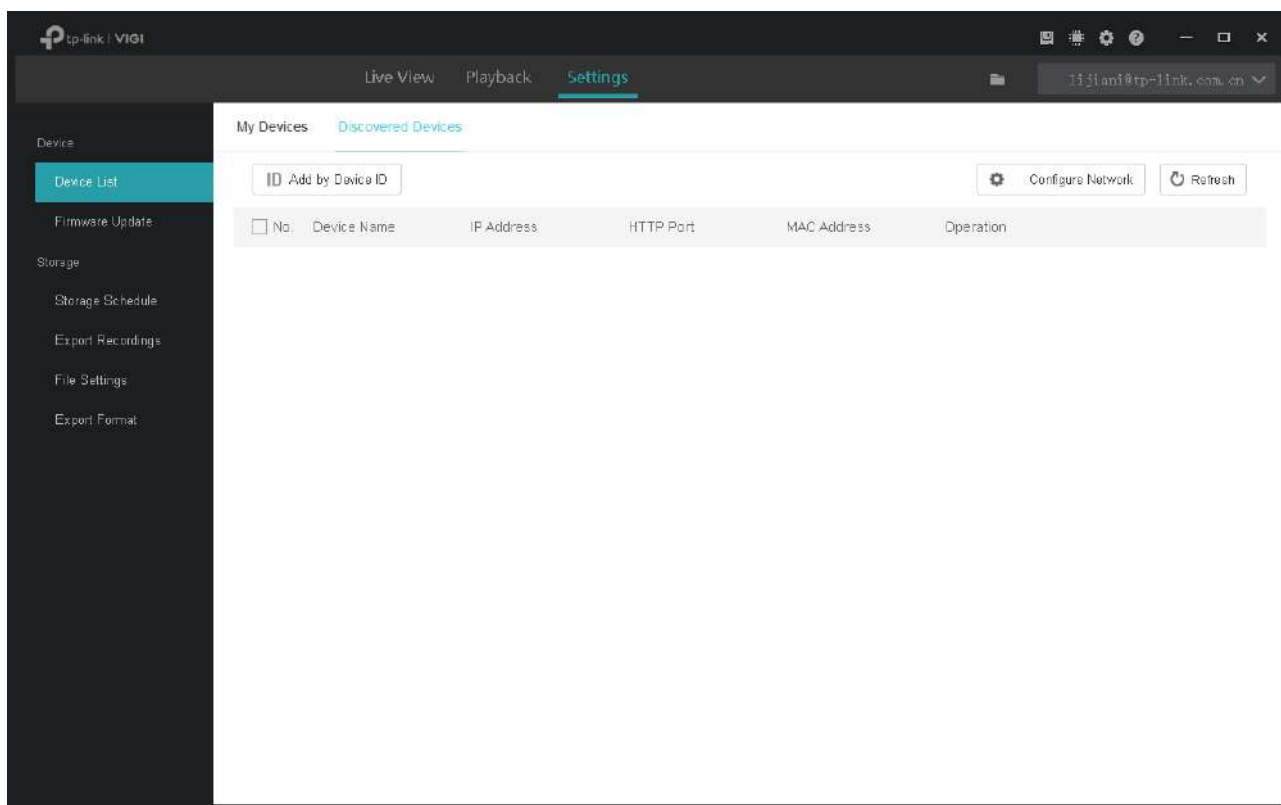 tp-link | VIGI
Live View Playback Settings
lijiani@tp-link.com.cn
Device
Device List
Firmware Update
Storage
Storage Schedule
Export Recordings
File Settings
Export Format
My Devices Discovered Devices
ID Add by Device ID Configure Network Refresh
No. Device Name IP Address HTTP Port MAC Address Operation